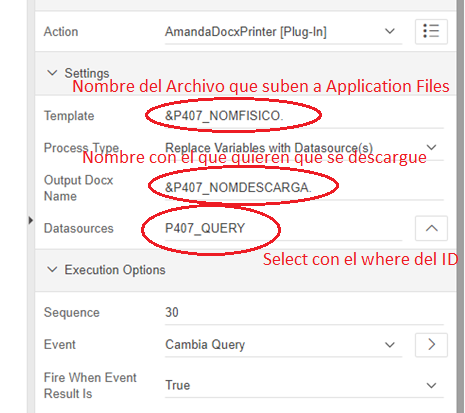 Action AmandaDocxPrinter [Plug-In]
Settings
Nombre del Archivo que suben a Application Files
Template &P407_NOMFISICO.
Process Type Replace Variables with Datasource(s)
Nombre con el que quieren que se descargue
Output Docx
Name &P407_NOMDESCARGA.
Datasources P407_QUERY
Select con el where del ID
Execution Options
Sequence 30
Event Cambia Query
Fire When Event
Result Is True